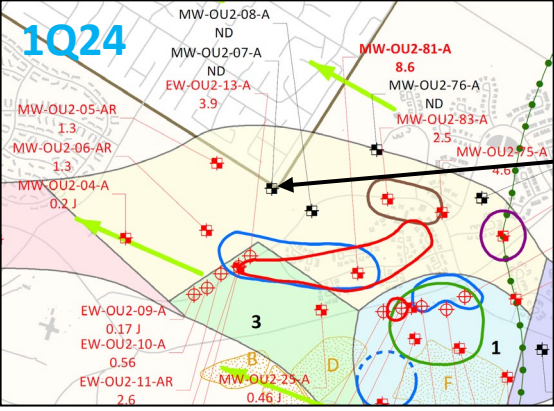 1Q24
MW-OU2-08-A
ND
MW-OU2-07-A
ND
EW-OU2-13-A
3.9
MW-OU2-81-A
8.6
MW-OU2-76-A
ND
MW-OU2-83-A
2.5
MW-OU2-75-A
4.6
MW-OU2-05-AR
1.3
MW-OU2-06-AR
1.3
MW-OU2-04-A
0.2 J
EW-OU2-09-A
0.17 J
EW-OU2-10-A
0.56
EW-OU2-11-AR
2.6
MW-OU2-25-A
0.46 J
3
1
B
D
F